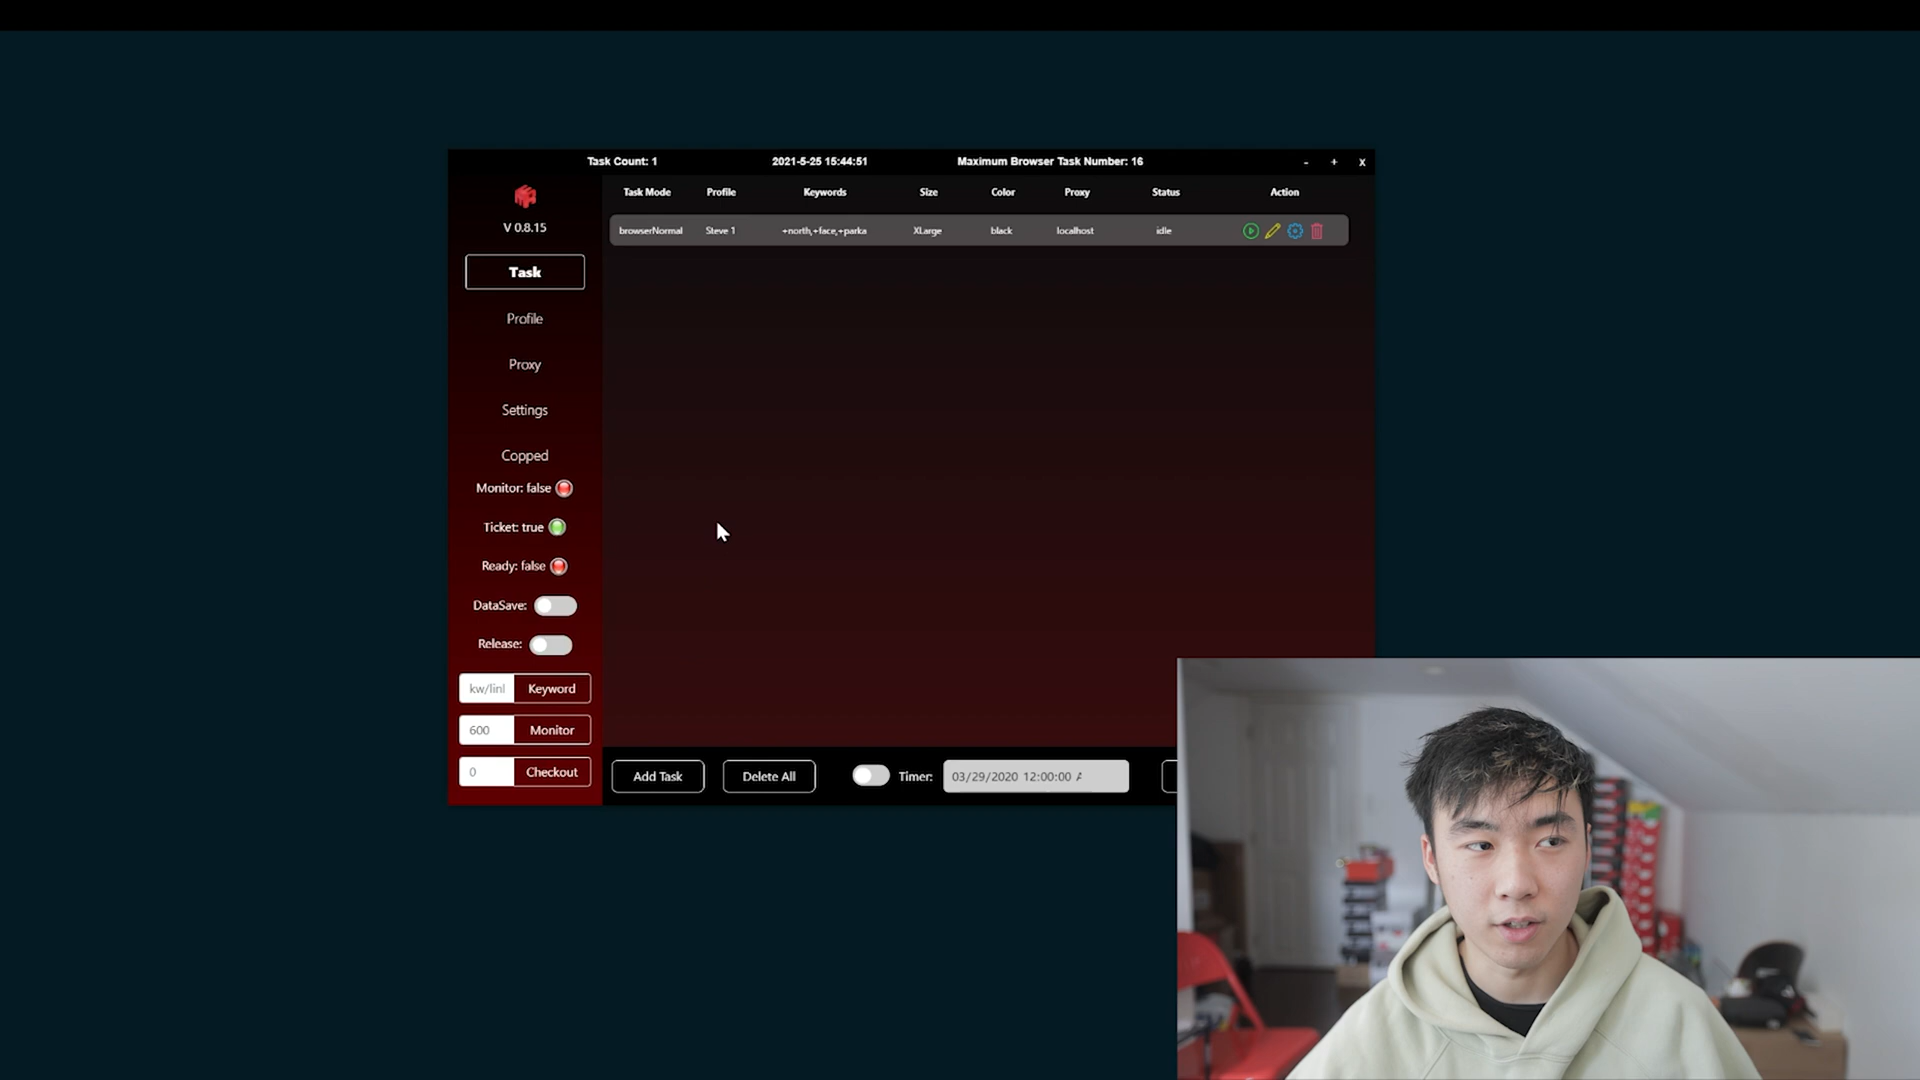 Task Count: 1 2021-5-25 15:44:51 Maximum Browser Task Number: 16 - + x
V 0.8.15
Task Mode Profile Keywords Size Color Proxy Status Action
browserNormal Steve 1 +north,+face,+parka XLarge black localhost idle
Task
Profile
Proxy
Settings
Copped
Monitor: false
Ticket: true
Ready: false
DataSave:
Release:
kw/linl Keyword
600 Monitor
0 Checkout
Add Task Delete All Timer: 03/29/2020 12:00:00 A